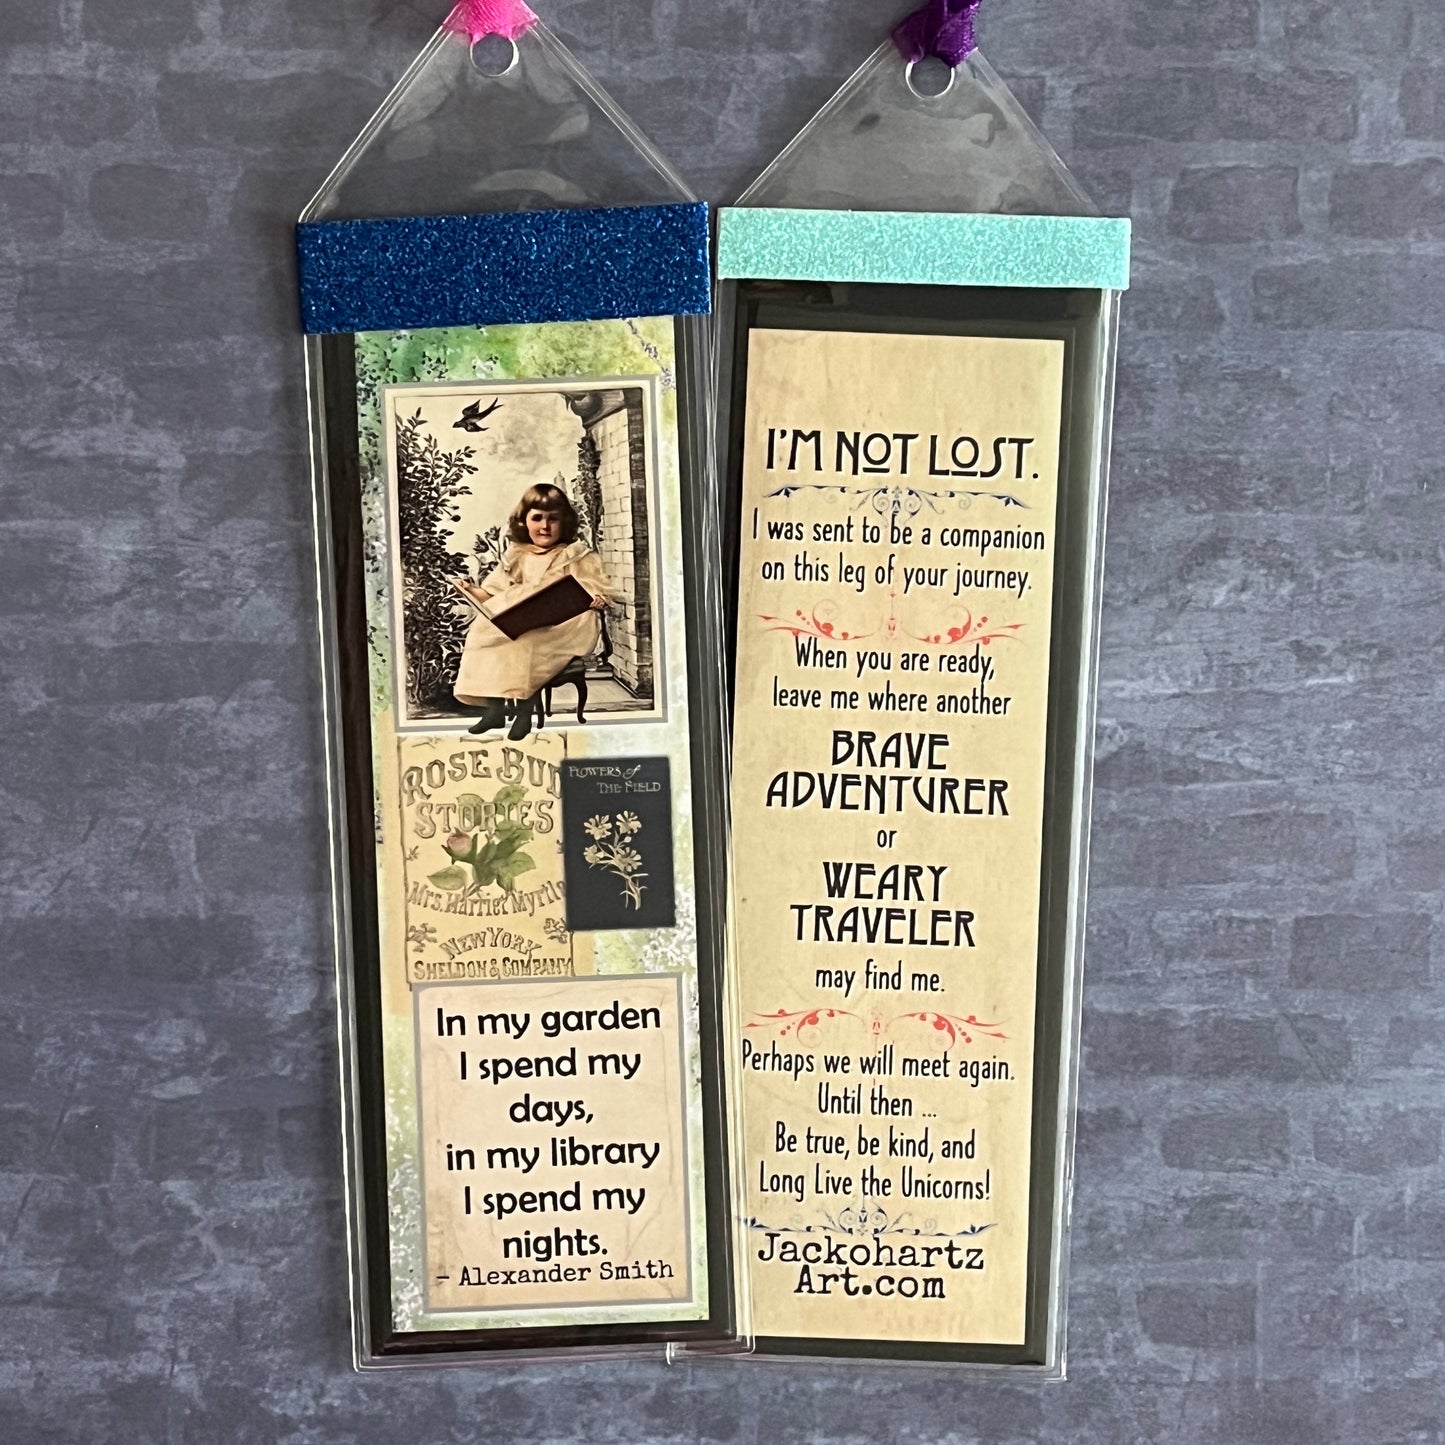 ROSE BUD
STORIES
Mrs. Harriet Myrtle
NEW YORK
SHELDON & COMPANY
FLOWERS of
THE FIELD
In my garden
I spend my
days,
in my library
I spend my
nights.
- Alexander Smith
I'M NOT LOST.
I was sent to be a companion
on this leg of your journey.
When you are ready,
leave me where another
BRAVE
ADVENTURER
or
WEARY
TRAVELER
may find me.
Perhaps we will meet again.
Until then ...
Be true, be kind, and
Long Live the Unicorns!
Jackohartz
Art.com